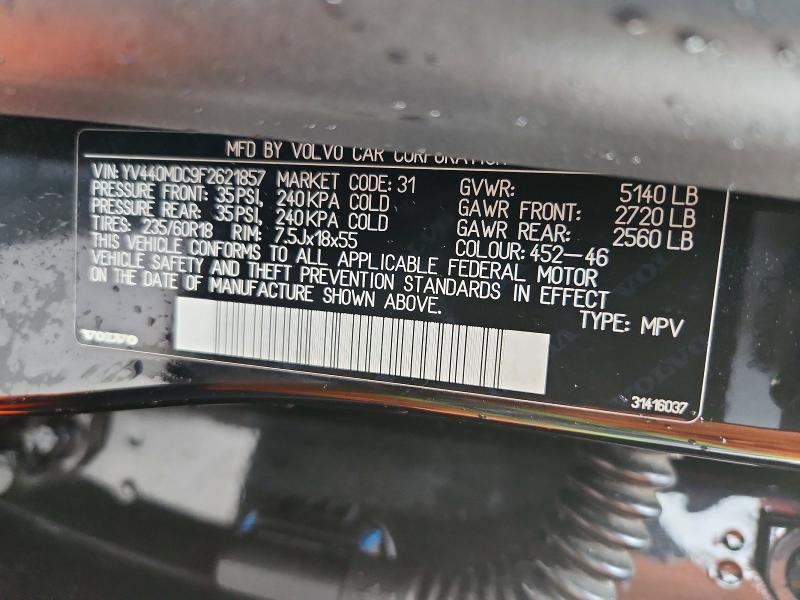 MFD BY VOLVO CAR CORPORATION
VIN: YV440MDC9F2621857 MARKET CODE: 31 GVWR: 5140 LB
PRESSURE FRONT: 35 PSI, 240 KPA COLD GAWR FRONT: 2720 LB
PRESSURE REAR: 35 PSI, 240 KPA COLD GAWR REAR: 2560 LB
TIRES: 235/60R18 RIM: 7.5Jx18x55 COLOUR: 452-46
THIS VEHICLE CONFORMS TO ALL APPLICABLE FEDERAL MOTOR
VEHICLE SAFETY AND THEFT PREVENTION STANDARDS IN EFFECT
ON THE DATE OF MANUFACTURE SHOWN ABOVE. TYPE: MPV
VOLVO
31416037